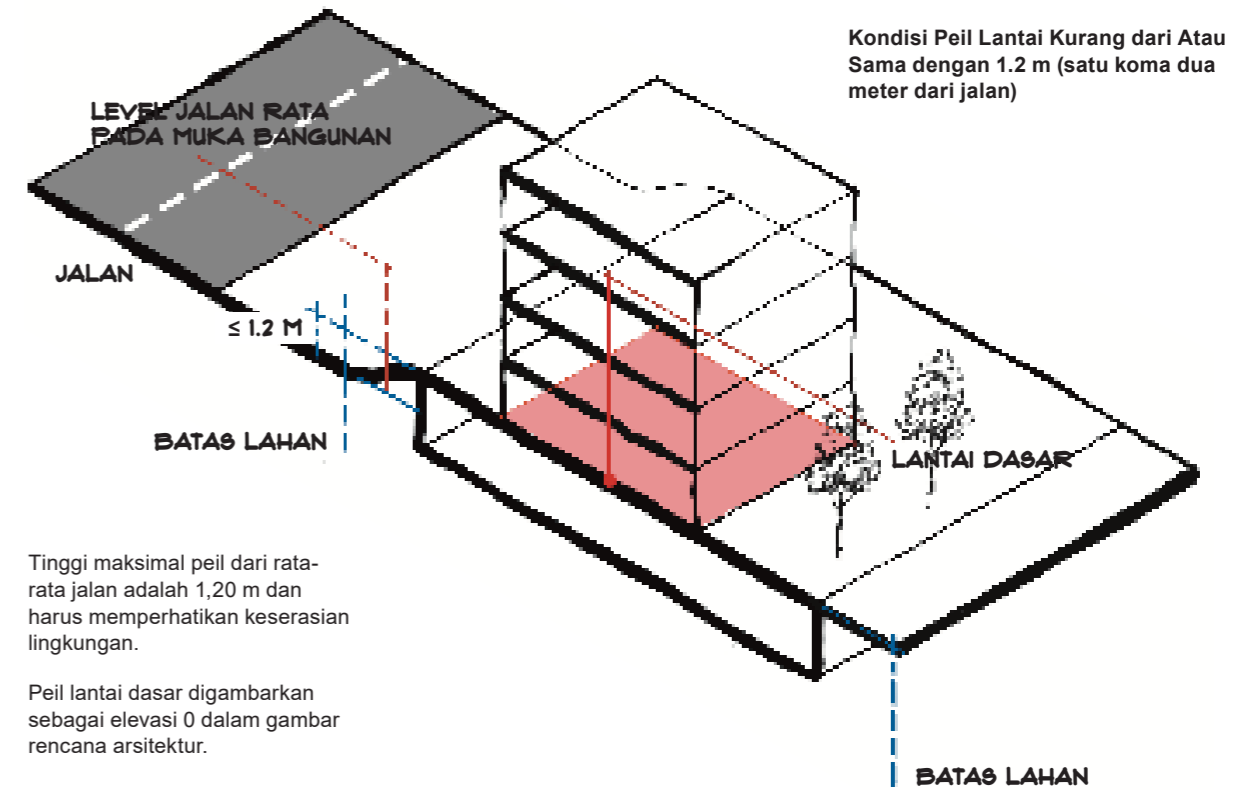 Kondisi Peil Lantai Kurang dari Atau
Sama dengan 1.2 m (satu koma dua
meter dari jalan)
LEVEL JALAN RATA
PADA MUKA BANGUNAN
JALAN
≤ 1.2 M
BATAS LAHAN
LANTAI DASAR
Tinggi maksimal peil dari rata-
rata jalan adalah 1,20 m dan
harus memperhatikan keserasian
lingkungan.
Peil lantai dasar digambarkan
sebagai elevasi 0 dalam gambar
rencana arsitektur.
BATAS LAHAN